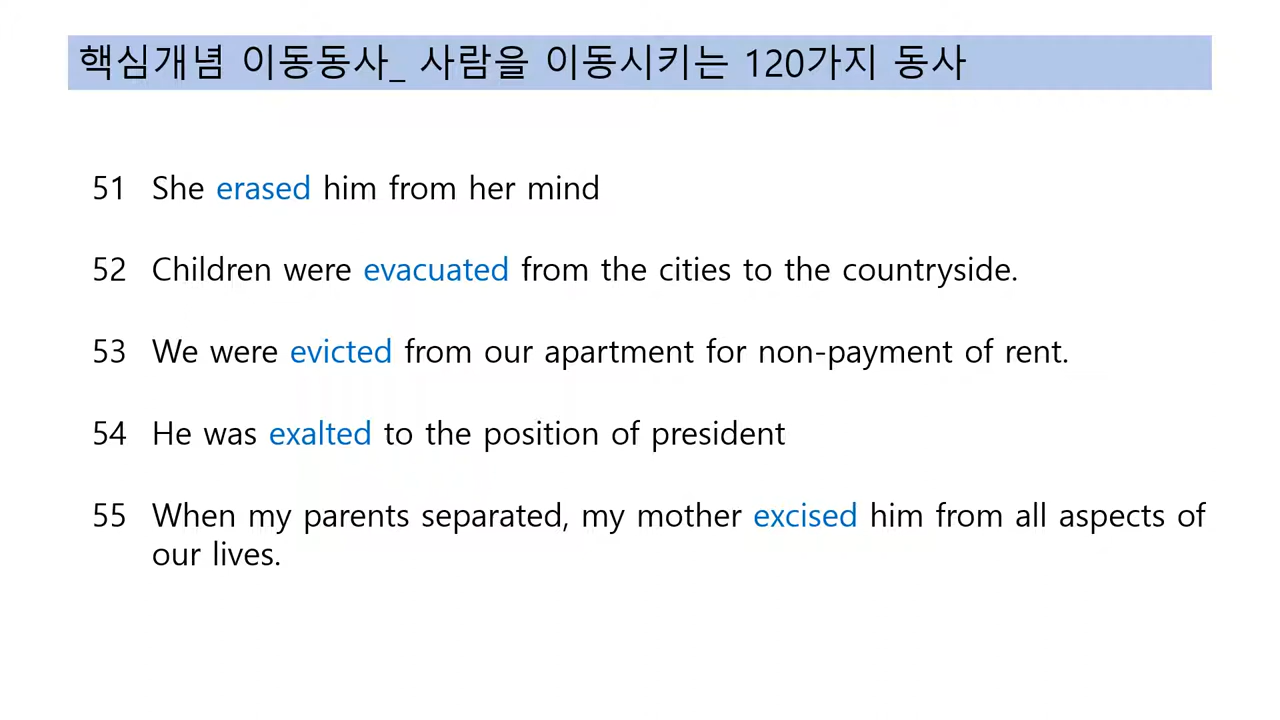 핵심개념 이동동사_ 사람을 이동시키는 120가지 동사
51 She erased him from her mind
52 Children were evacuated from the cities to the countryside.
53 We were evicted from our apartment for non-payment of rent.
54 He was exalted to the position of president
55 When my parents separated, my mother excised him from all aspects of
our lives.